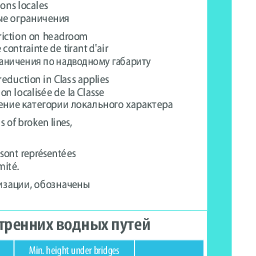 ons locales
ые ограничения
riction on headroom
contrainte de tirant d'air
аничения по надводному габариту
reduction in Class applies
on localisée de la Classe
ение категории локального характера
s of broken lines,
sont représentées
mité.
изации, обозначены
тренних водных путей
Min. height under bridges